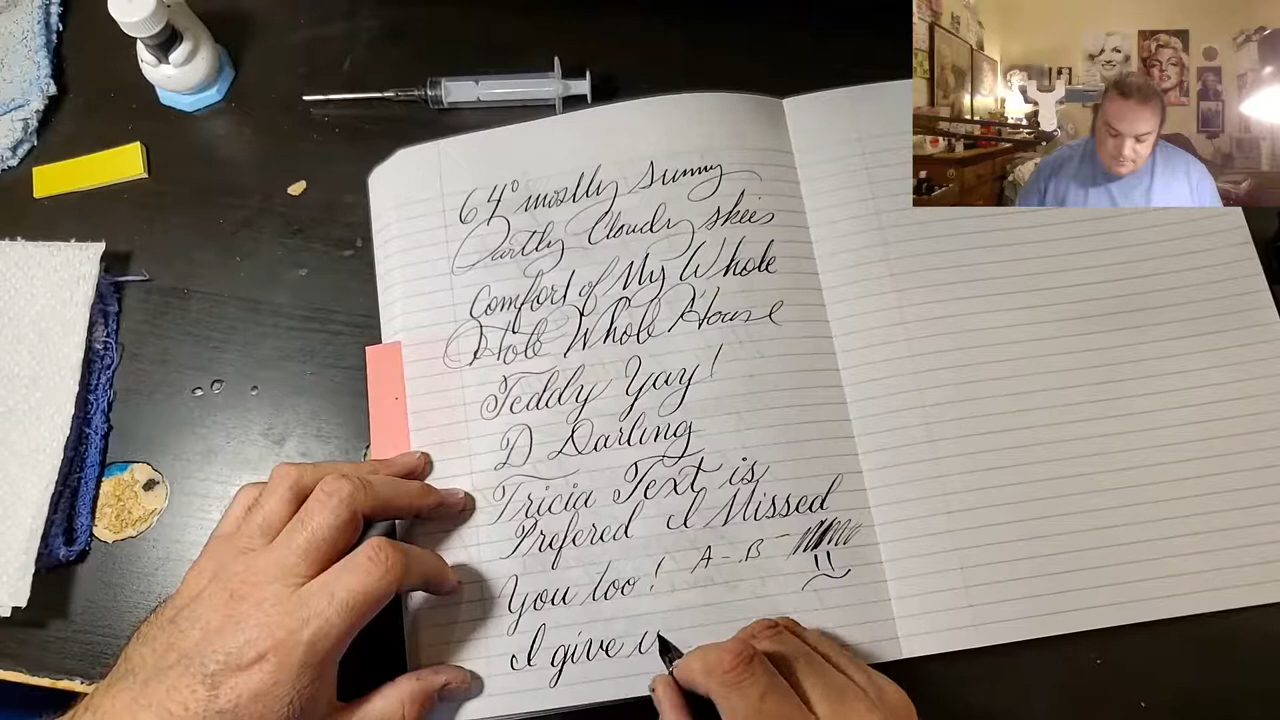 64° mostly sunny
Partly Cloudy skies
Comfort of My Whole
Hole Whole House
Teddy Yay!
D Darling
Tricia Text is
Prefered I Missed
You too! A - B -
I give u